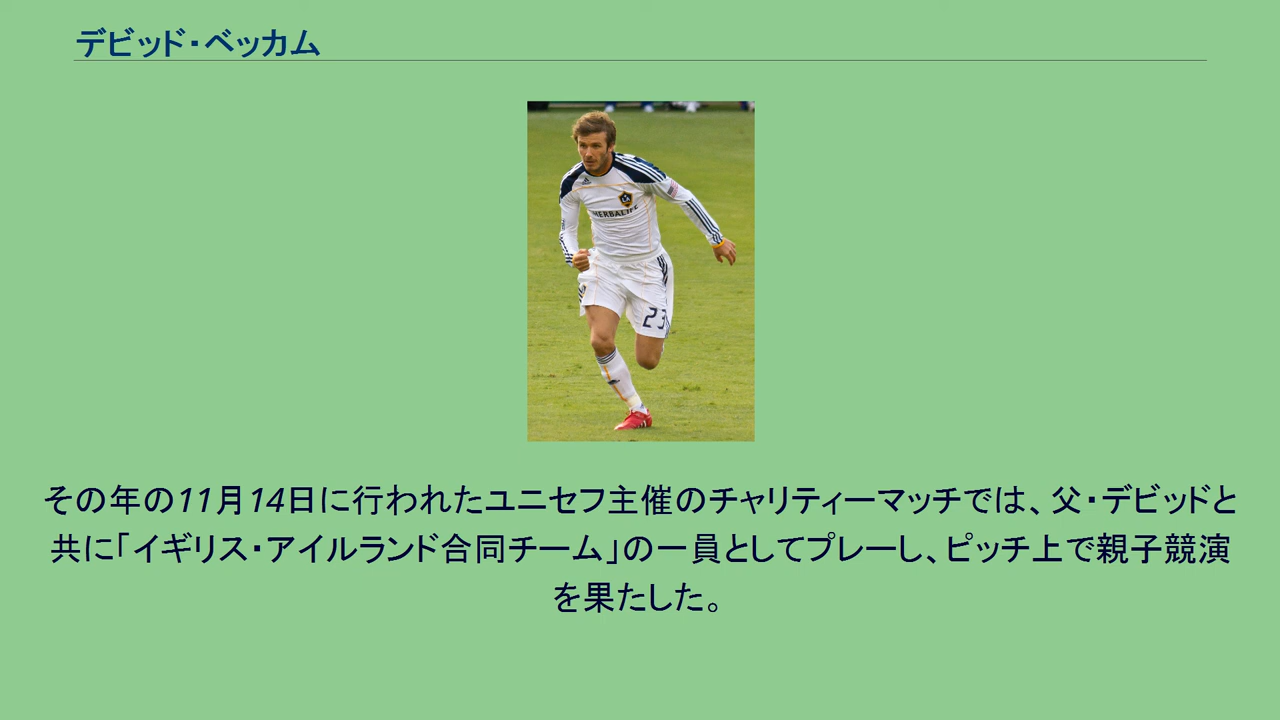 デビッド・ベッカム
HERBALIFE
23
その年の11月14日に行われたユニセフ主催のチャリティーマッチでは、父・デビッドと
共に「イギリス・アイルランド合同チーム」の一員としてプレーし、ピッチ上で親子競演
を果たした。